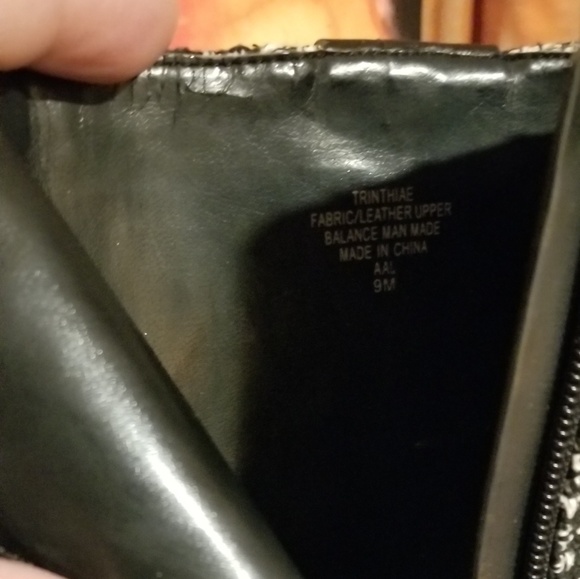 TRINTHIAE
FABRIC/LEATHER UPPER
BALANCE MAN MADE
MADE IN CHINA
AAL
9M